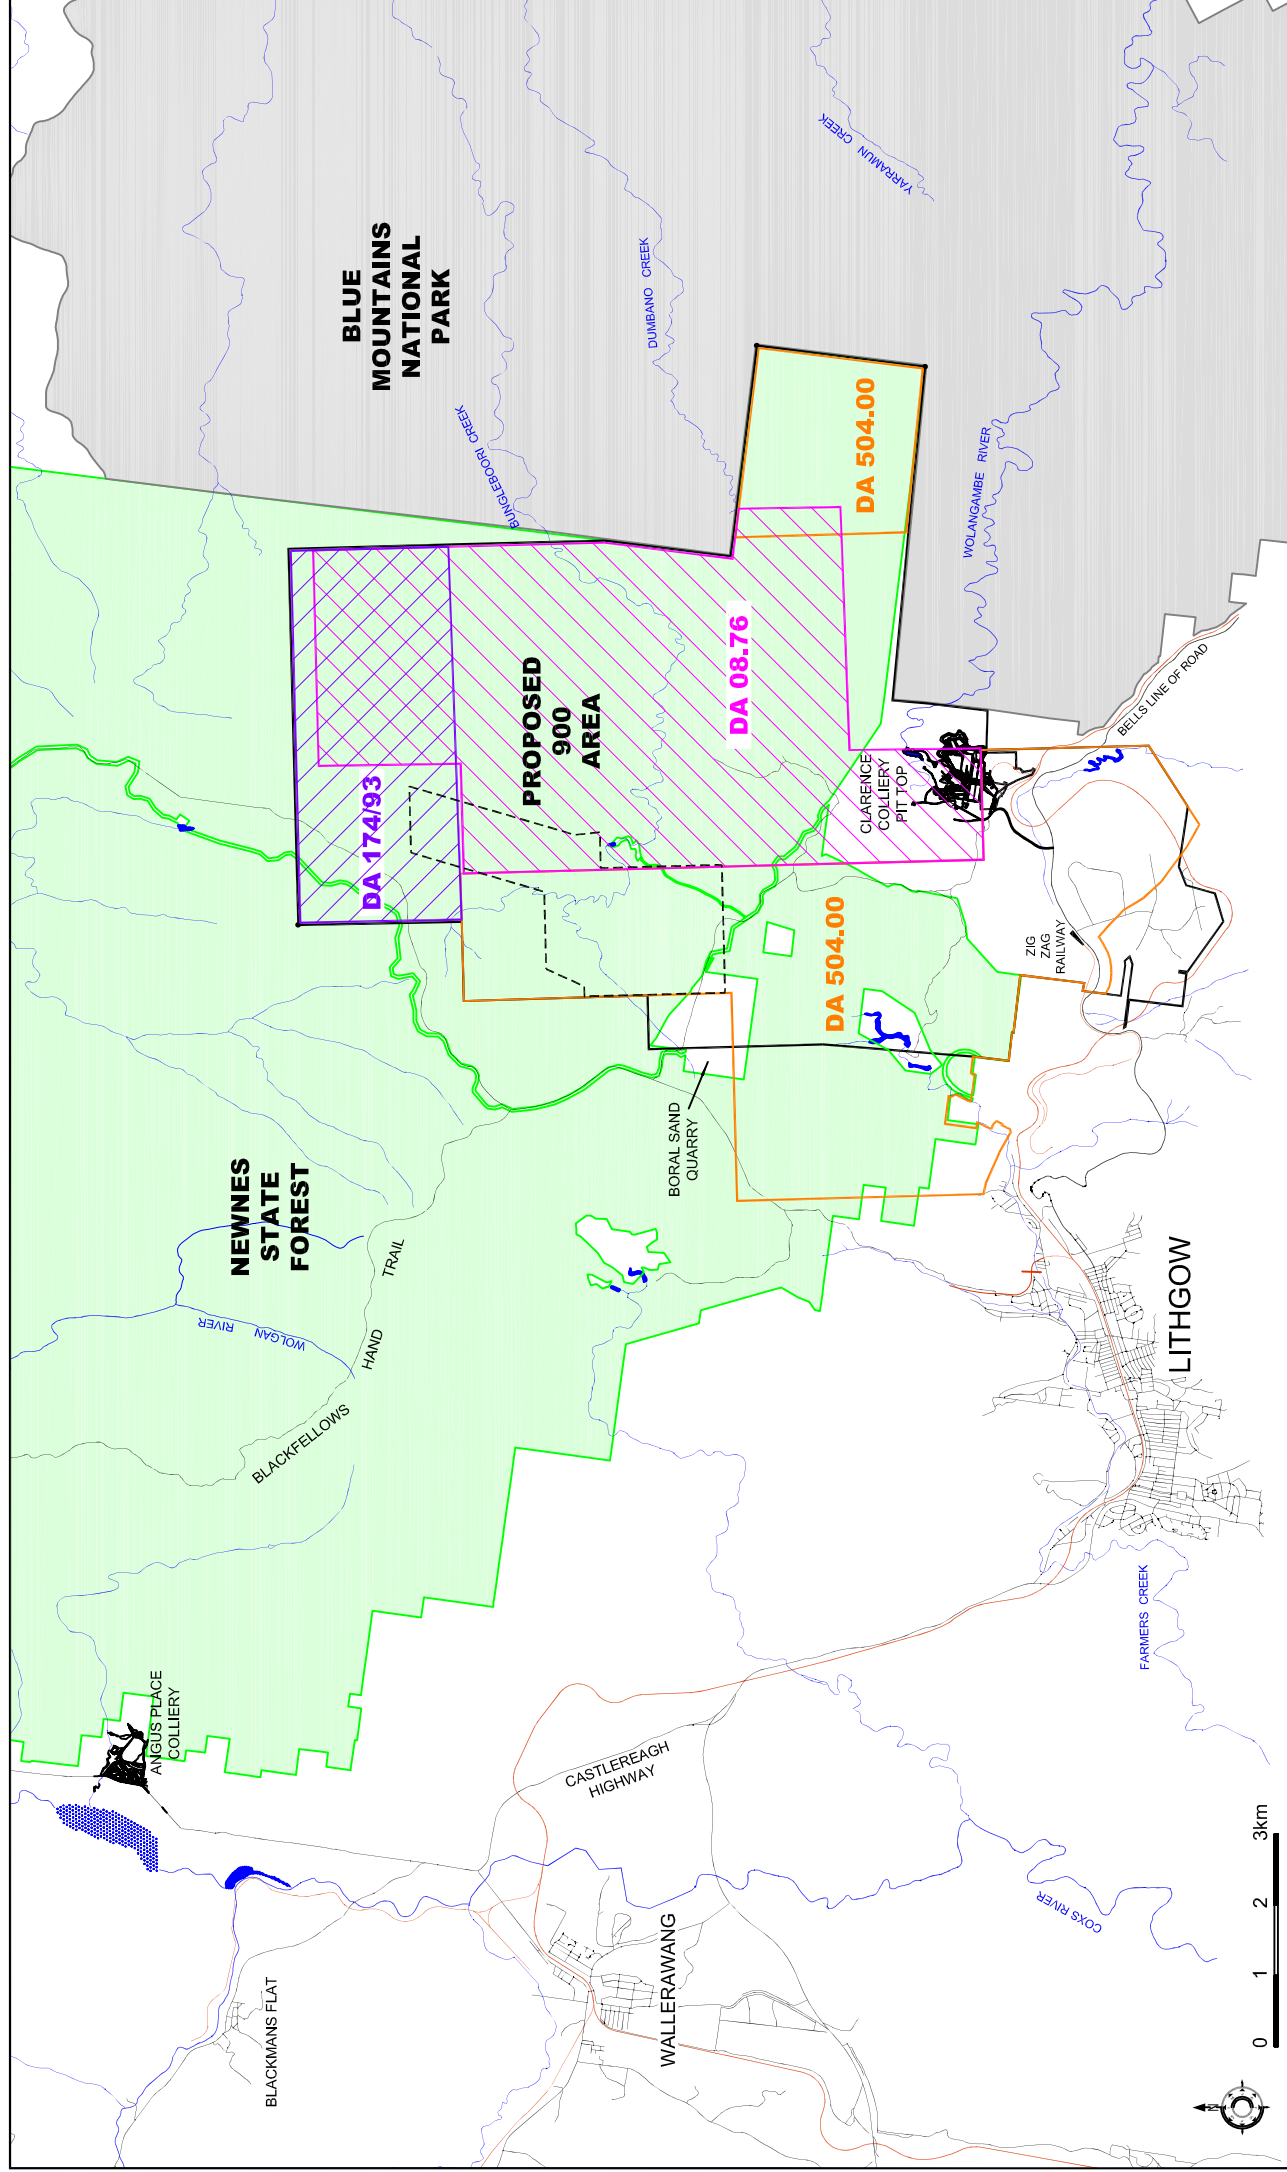 BLUE
MOUNTAINS
NATIONAL
PARK
YARRAMUN CREEK
DUMBANO CREEK
BUNGLEBOORI CREEK
WOLANGAMBE RIVER
DA 504.00
DA 08.76
PROPOSED
900
AREA
DA 174/93
CLARENCE
COLLIERY
PIT TOP
BELLS LINE OF ROAD
ZIG
ZAG
RAILWAY
DA 504.00
BORAL SAND
QUARRY
NEWNES
STATE
FOREST
WOLGAN RIVER
BLACKFELLOWS HAND TRAIL
LITHGOW
FARMERS CREEK
ANGUS PLACE
COLLIERY
CASTLEREAGH
HIGHWAY
COXS RIVER
WALLERAWANG
BLACKMANS FLAT
0 1 2 3km
N